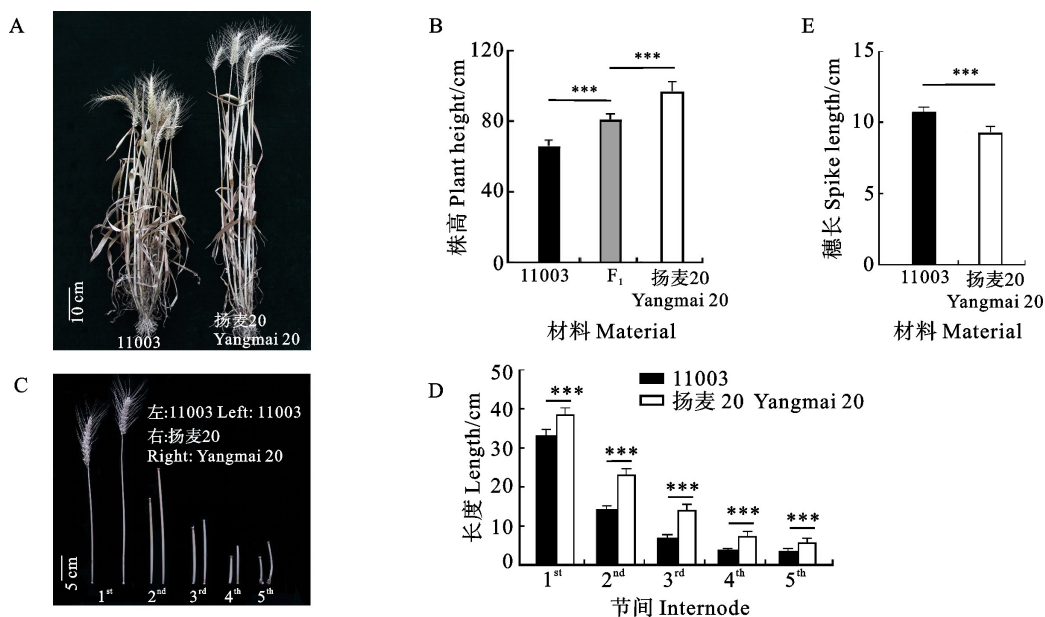 A
10 cm
11003
扬麦20
Yangmai 20
B
株高 Plant height/cm
120
80
40
0
***
***
11003
F₁
扬麦20
Yangmai 20
材料 Material
E
穗长 Spike length/cm
15
10
5
0
***
11003
扬麦20
Yangmai 20
材料 Material
C
左:11003 Left: 11003
右:扬麦20
Right: Yangmai 20
5 cm
1st
2nd
3rd
4th
5th
D
长度 Length/cm
50
40
30
20
10
0
11003
扬麦 20 Yangmai 20
***
***
***
***
***
1st
2nd
3rd
4th
5th
节间 Internode